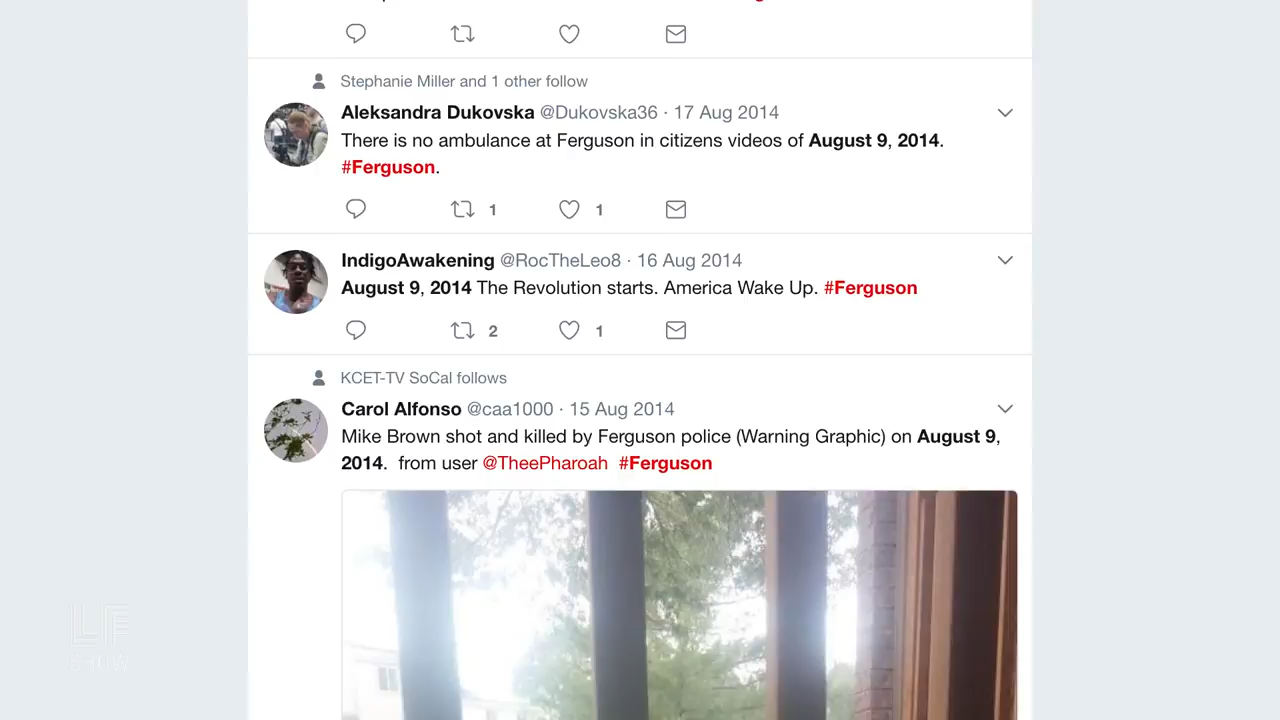 Stephanie Miller and 1 other follow
Aleksandra Dukovska @Dukovska36 · 17 Aug 2014
There is no ambulance at Ferguson in citizens videos of August 9, 2014.
#Ferguson.
1 1
IndigoAwakening @RocTheLeo8 · 16 Aug 2014
August 9, 2014 The Revolution starts. America Wake Up. #Ferguson
2 1
KCET-TV SoCal follows
Carol Alfonso @caa1000 · 15 Aug 2014
Mike Brown shot and killed by Ferguson police (Warning Graphic) on August 9,
2014. from user @TheePharoah #Ferguson
LF
SHOW